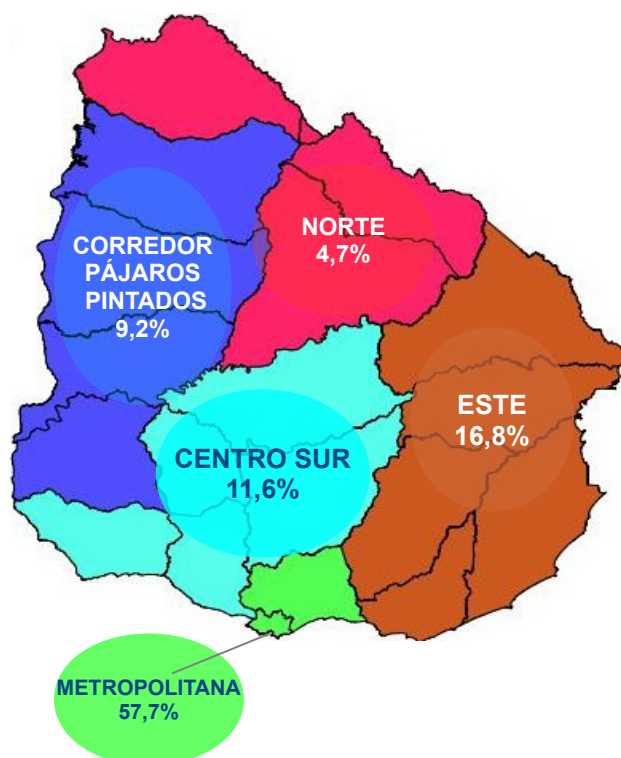 NORTE
4,7%
CORREDOR
PÁJAROS
PINTADOS
9,2%
ESTE
16,8%
CENTRO SUR
11,6%
METROPOLITANA
57,7%